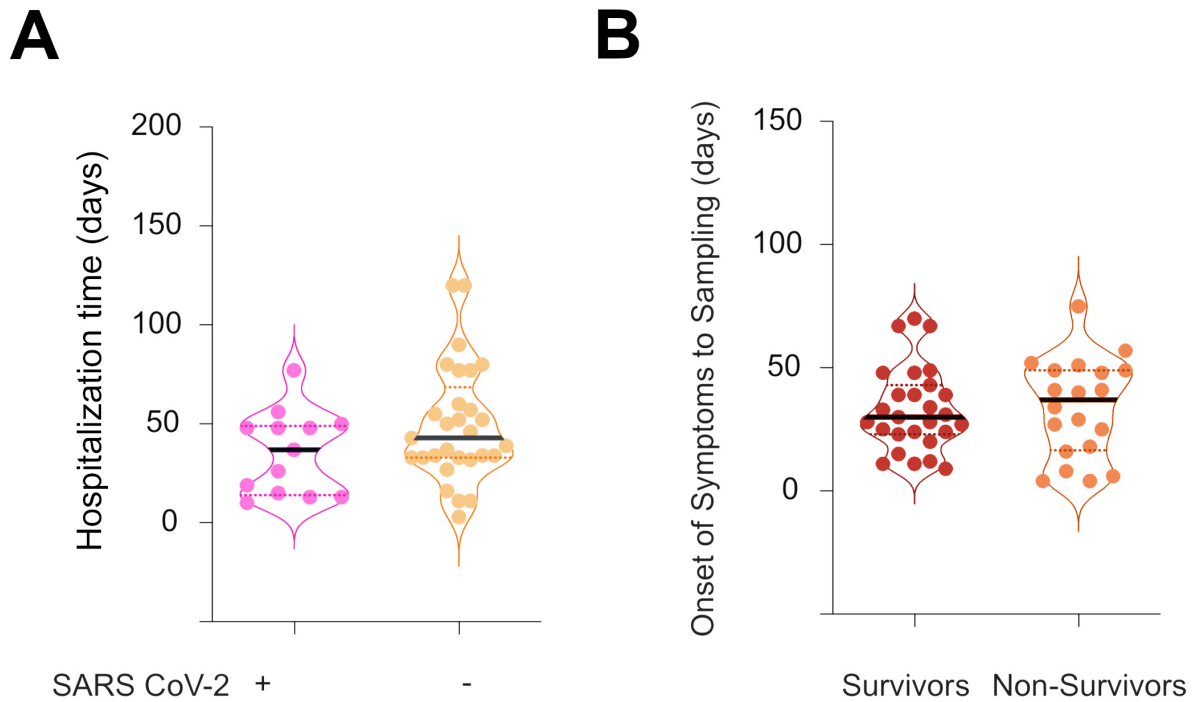 A
B
Hospitalization time (days)
200
150
100
50
0
SARS CoV-2 + -
Onset of Symptoms to Sampling (days)
150
100
50
0
Survivors Non-Survivors